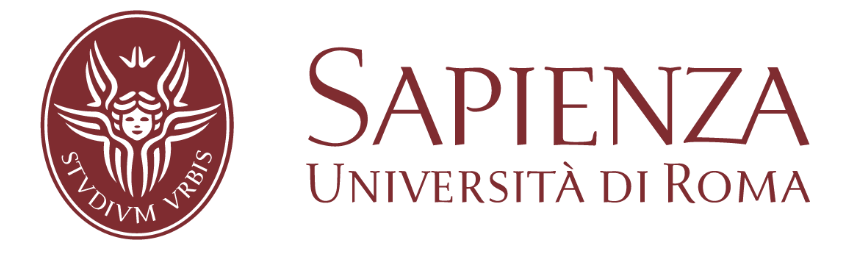 STVDIVM VRBIS
SAPIENZA
UNIVERSITÀ DI ROMA